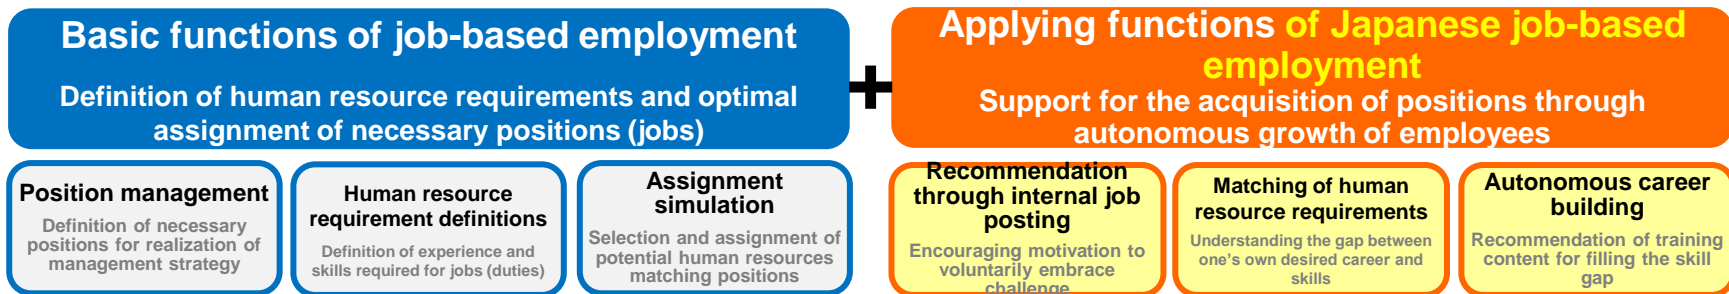 Basic functions of job-based employment
Definition of human resource requirements and optimal
assignment of necessary positions (jobs)
+
Applying functions of Japanese job-based
employment
Support for the acquisition of positions through
autonomous growth of employees
Position management
Definition of necessary
positions for realization of
management strategy
Human resource
requirement definitions
Definition of experience and
skills required for jobs (duties)
Assignment
simulation
Selection and assignment of
potential human resources
matching positions
Recommendation
through internal job
posting
Encouraging motivation to
voluntarily embrace
challenge
Matching of human
resource requirements
Understanding the gap between
one's own desired career and
skills
Autonomous career
building
Recommendation of training
content for filling the skill
gap